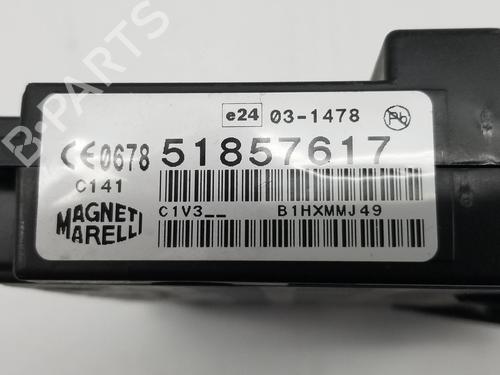 e24 03-1478 Pb
CE0678 51857617
C141
MAGNETI
MARELLI
C1V3__ B1HXMMJ49
B-PARTS